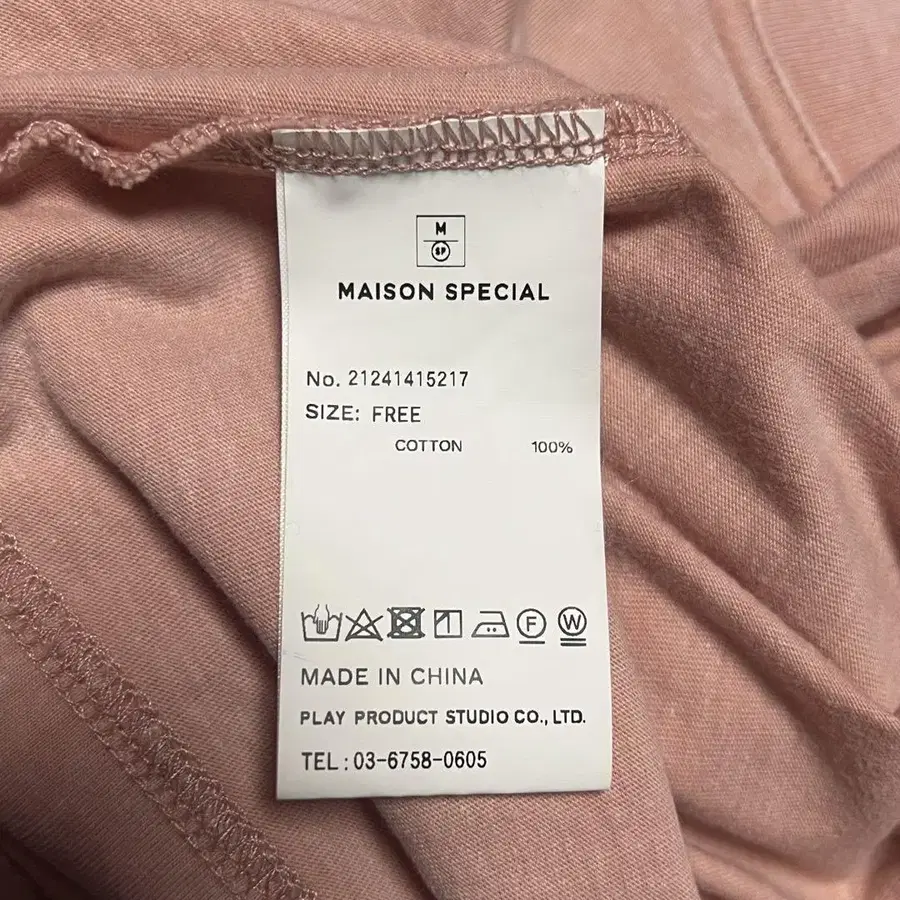 M
SP
MAISON SPECIAL
No. 21241415217
SIZE: FREE
COTTON 100%
F W
MADE IN CHINA
PLAY PRODUCT STUDIO CO., LTD.
TEL : 03-6758-0605